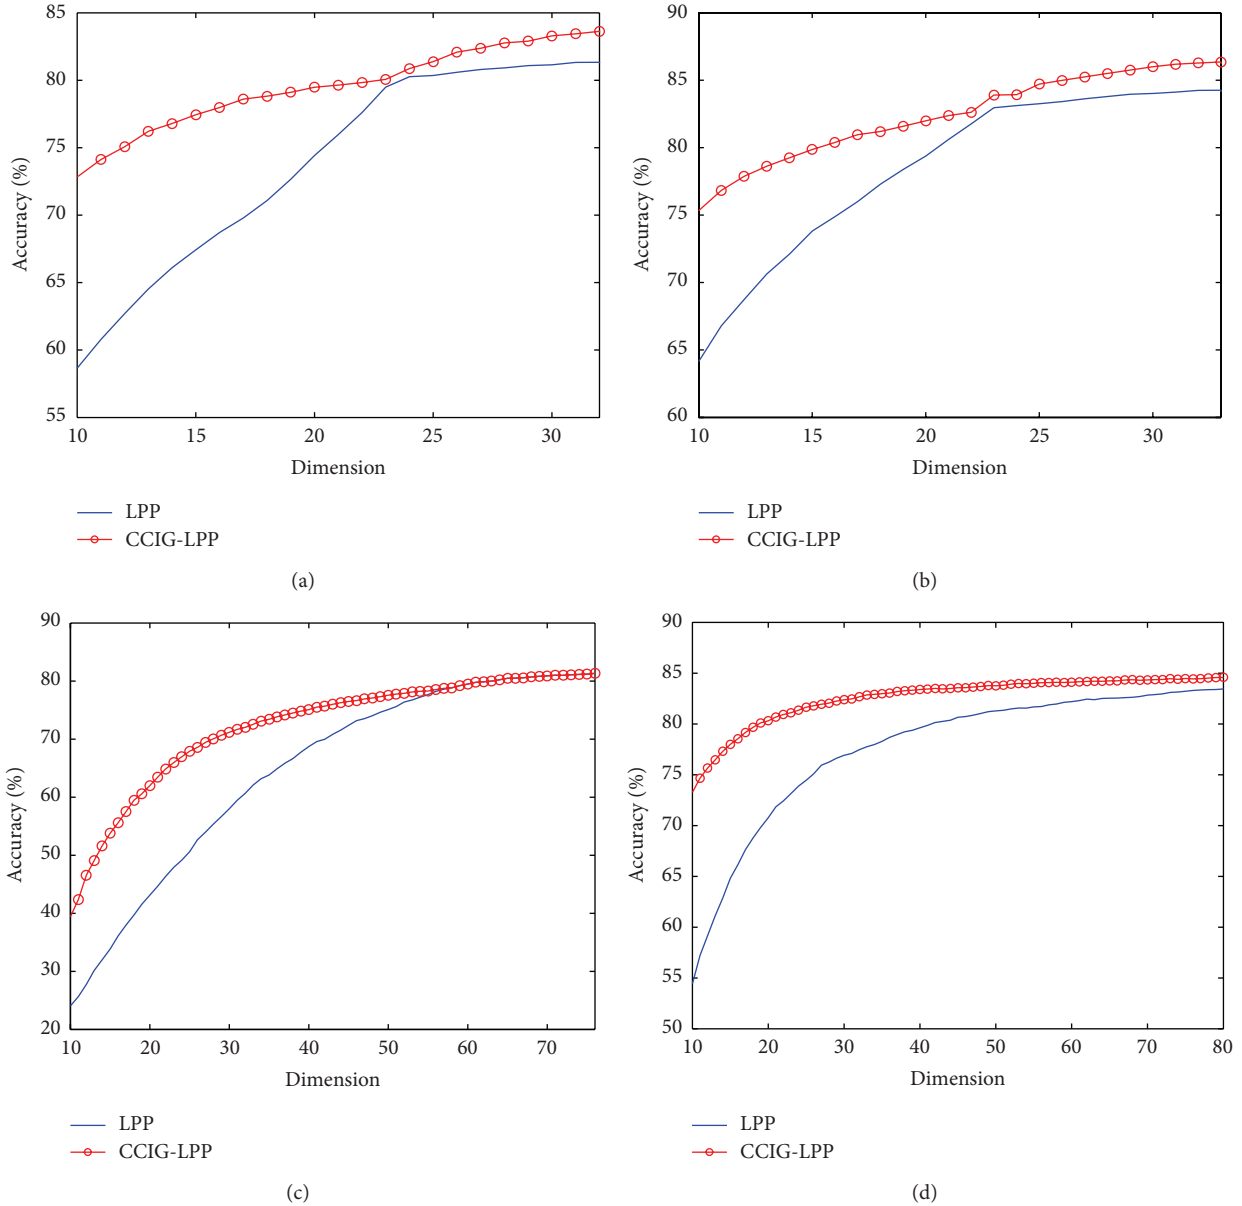 85
80
75
70
65
60
55
10 15 20 25 30
Accuracy (%)
Dimension
LPP
CCIG-LPP
(a)
90
85
80
75
70
65
60
10 15 20 25 30
Accuracy (%)
Dimension
LPP
CCIG-LPP
(b)
90
80
70
60
50
40
30
20
10 20 30 40 50 60 70
Accuracy (%)
Dimension
LPP
CCIG-LPP
(c)
90
85
80
75
70
65
60
55
50
10 20 30 40 50 60 70 80
Accuracy (%)
Dimension
LPP
CCIG-LPP
(d)